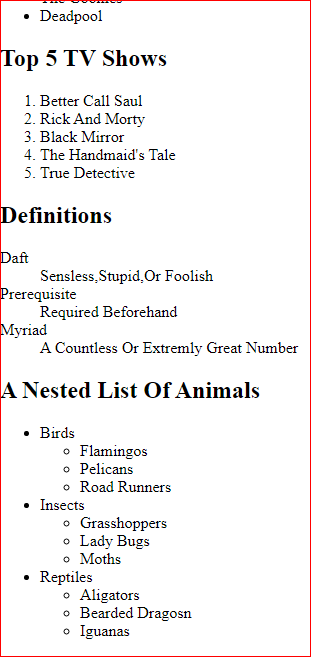 The Goonies
Deadpool
Top 5 TV Shows
1. Better Call Saul
2. Rick And Morty
3. Black Mirror
4. The Handmaid's Tale
5. True Detective
Definitions
Daft
Sensless,Stupid,Or Foolish
Prerequisite
Required Beforehand
Myriad
A Countless Or Extremly Great Number
A Nested List Of Animals
Birds
Flamingos
Pelicans
Road Runners
Insects
Grasshoppers
Lady Bugs
Moths
Reptiles
Aligators
Bearded Dragosn
Iguanas